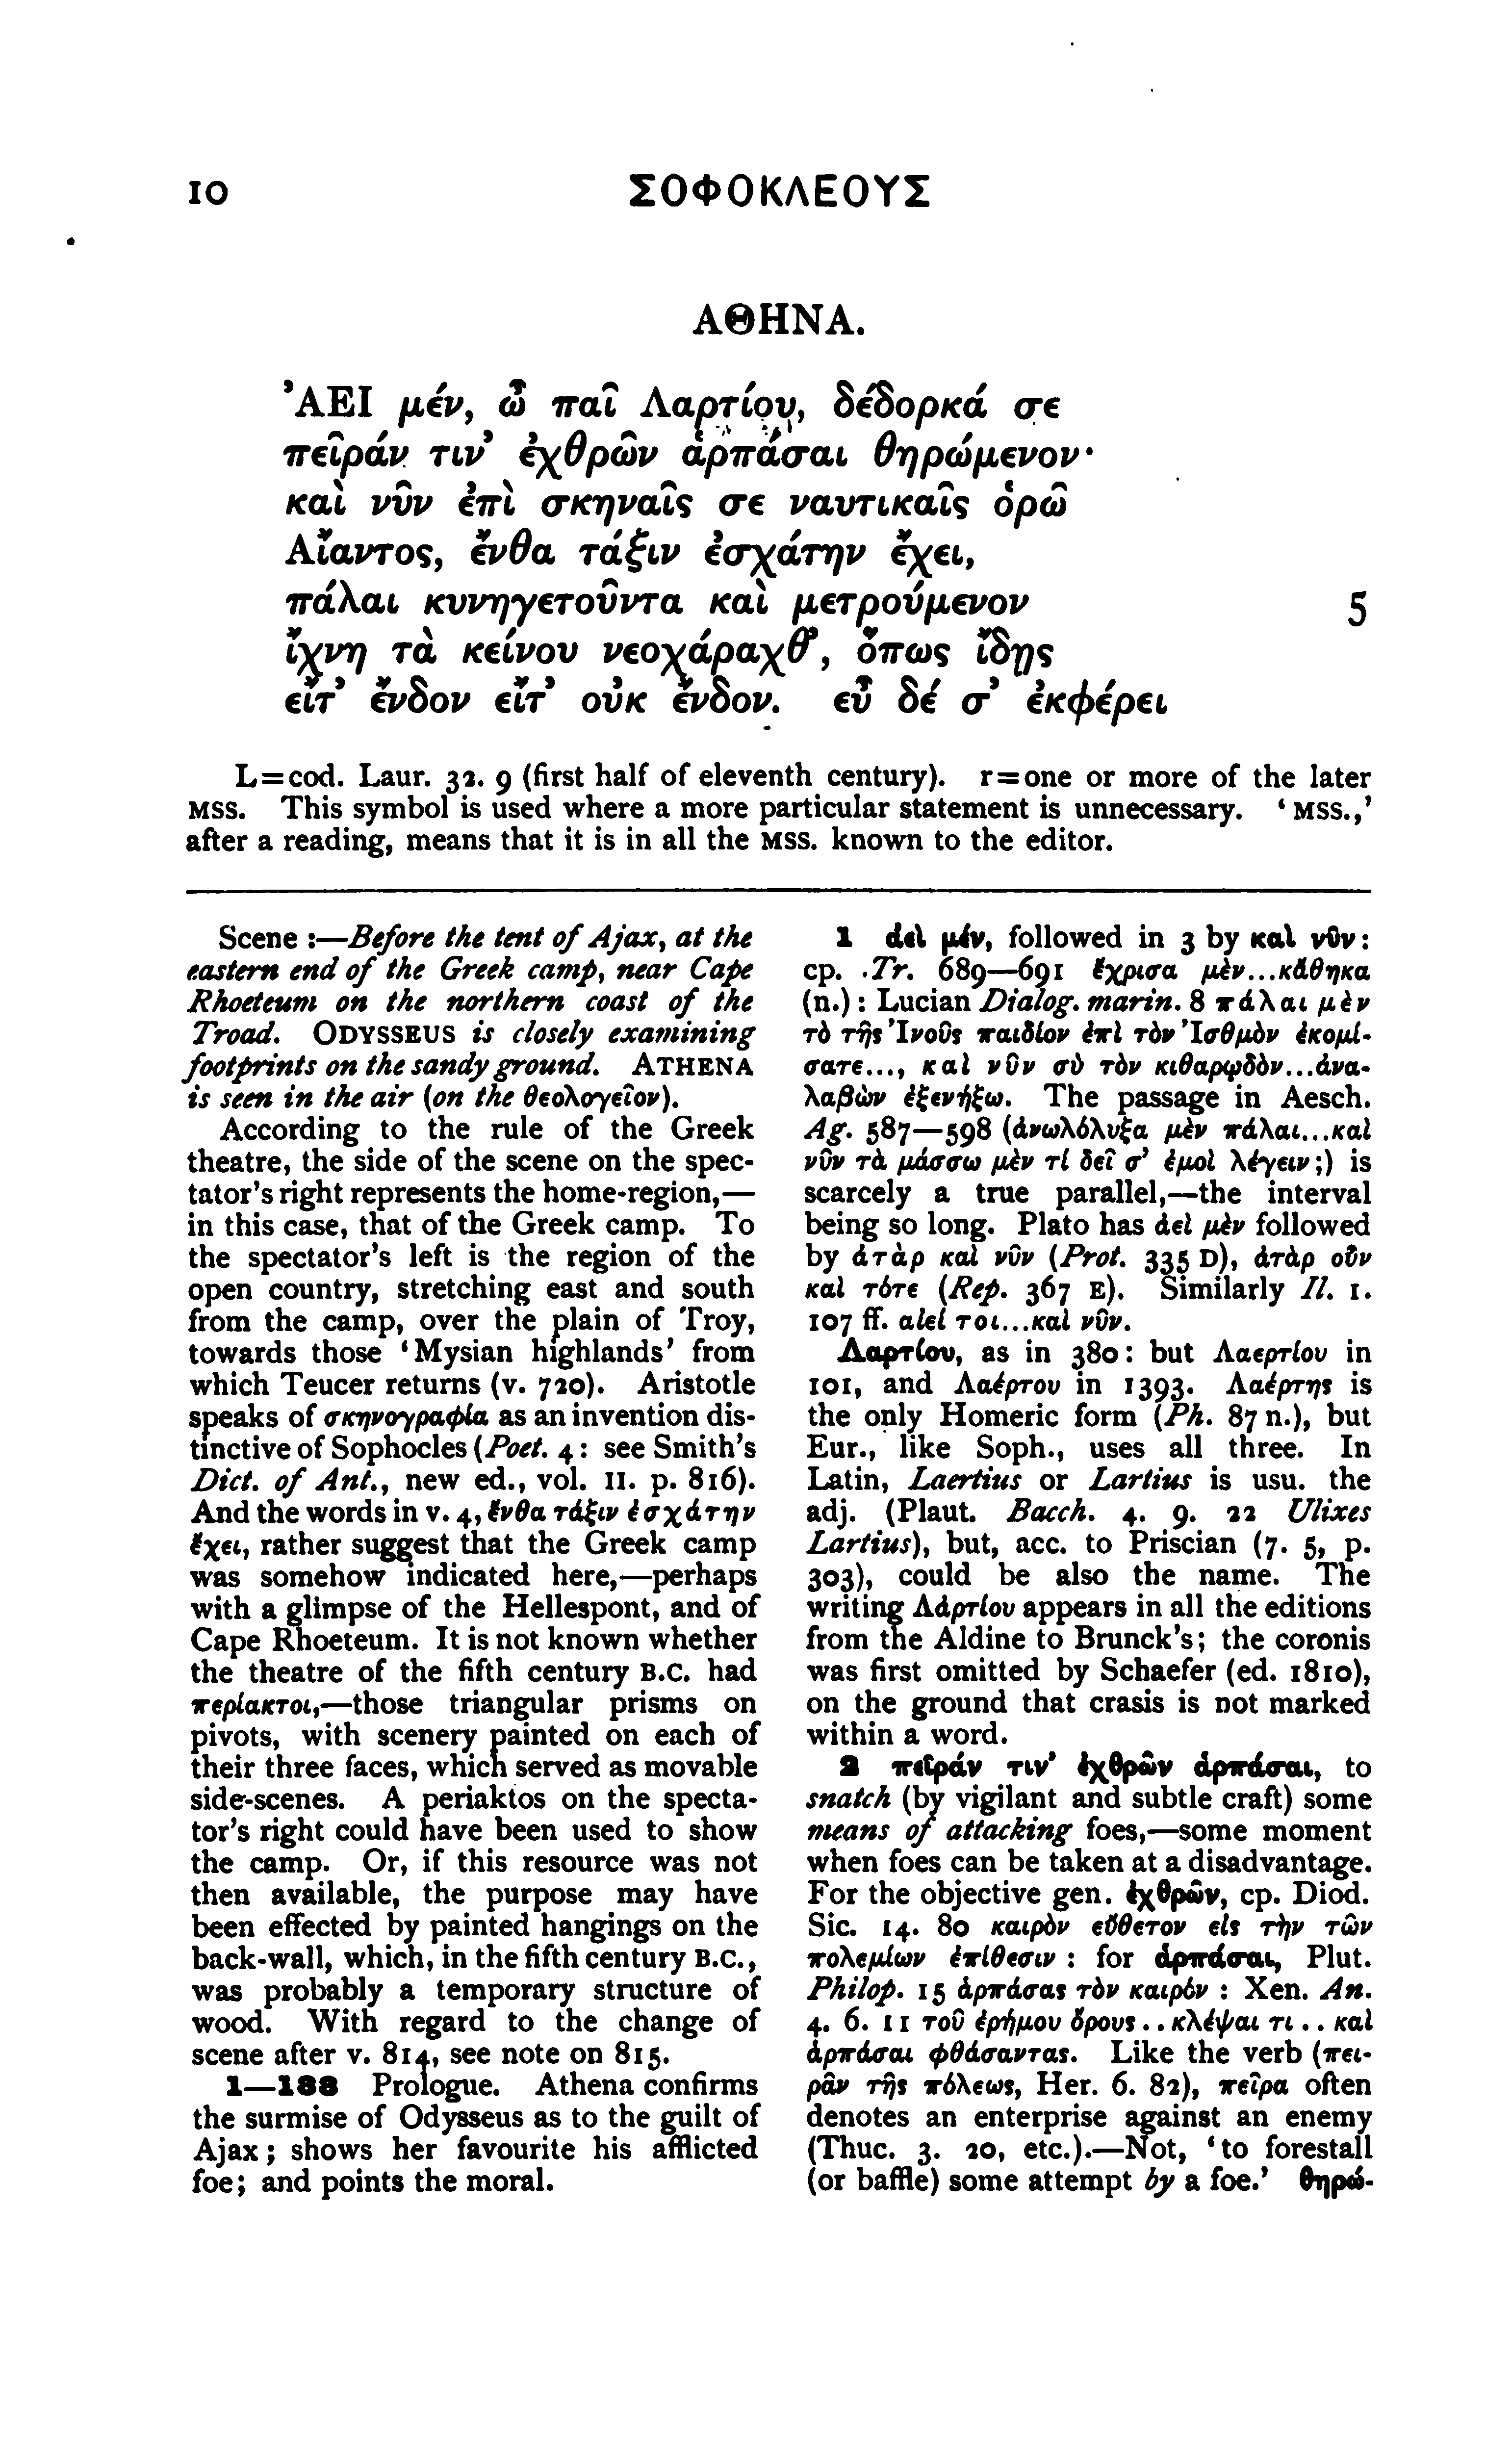 10
ΣΟΦΟΚΛΕΟΥΣ
ΑΘΗΝΑ.
ʼΑΕΙ μέν, ὦ παῖ Λαρτίου, δέδορκά σε
πεῖράν τιν’ ἐχθρῶν ἁρπάσαι θηρώμενον·
καὶ νῦν ἐπὶ σκηναῖς σε ναυτικαῖς ὁρῶ
Αἴαντος, ἔνθα τάξιν ἐσχάτην ἔχει,
πάλαι κυνηγετοῦντα καὶ μετρούμενον 5
ἴχνη τὰ κείνου νεοχάραχθ’, ὅπως ἴδῃς
εἴτ’ ἔνδον εἴτ’ οὐκ ἔνδον. εὖ δέ σ’ ἐκφέρει
L=cod. Laur. 32. 9 (first half of eleventh century). r=one or more of the later
MSS. This symbol is used where a more particular statement is unnecessary. ‘MSS.,’
after a reading, means that it is in all the MSS. known to the editor.
Scene:—Before the tent of Ajax, at the
eastern end of the Greek camp, near Cape
Rhoeteum on the northern coast of the
Troad. ODYSSEUS is closely examining
footprints on the sandy ground. ATHENA
is seen in the air (on the θεολογεῖον).
According to the rule of the Greek
theatre, the side of the scene on the spec-
tator’s right represents the home-region,—
in this case, that of the Greek camp. To
the spectator’s left is the region of the
open country, stretching east and south
from the camp, over the plain of Troy,
towards those ‘Mysian highlands’ from
which Teucer returns (v. 720). Aristotle
speaks of σκηνογραφία as an invention dis-
tinctive of Sophocles (Poet. 4: see Smith’s
Dict. of Ant., new ed., vol. II. p. 816).
And the words in v. 4, ἔνθα τάξιν ἐσχάτην
ἔχει, rather suggest that the Greek camp
was somehow indicated here,—perhaps
with a glimpse of the Hellespont, and of
Cape Rhoeteum. It is not known whether
the theatre of the fifth century B.C. had
περίακτοι,—those triangular prisms on
pivots, with scenery painted on each of
their three faces, which served as movable
side-scenes. A periaktos on the specta-
tor’s right could have been used to show
the camp. Or, if this resource was not
then available, the purpose may have
been effected by painted hangings on the
back-wall, which, in the fifth century B.C.,
was probably a temporary structure of
wood. With regard to the change of
scene after v. 814, see note on 815.
1—133 Prologue. Athena confirms
the surmise of Odysseus as to the guilt of
Ajax; shows her favourite his afflicted
foe; and points the moral.
1 ἀεὶ μέν, followed in 3 by καὶ νῦν:
cp. Tr. 689—691 ἔχρισα μὲν...κἄθηκα
(n.): Lucian Dialog. marin. 8 πάλαι μὲν
τὸ τῆς Ἰνοῦς παιδίον ἐπὶ τὸν Ἰσθμὸν ἐκομί-
σατε..., καὶ νῦν σὺ τὸν κιθαρῳδὸν...ἀνα-
λαβὼν ἐξενήξω. The passage in Aesch.
Ag. 587—598 (ἀνωλόλυξα μὲν πάλαι...καὶ
νῦν τὰ μάσσω μὲν τί δεῖ σ’ ἐμοὶ λέγειν;) is
scarcely a true parallel,—the interval
being so long. Plato has ἀεὶ μὲν followed
by ἀτὰρ καὶ νῦν (Prot. 335 D), ἀτὰρ οὖν
καὶ τότε (Rep. 367 E). Similarly Il. 1.
107 ff. αἰεί τοι...καὶ νῦν.
Λαρτίου, as in 380: but Λαερτίου in
101, and Λαέρτου in 1393. Λαέρτης is
the only Homeric form (Ph. 87 n.), but
Eur., like Soph., uses all three. In
Latin, Laertius or Lartius is usu. the
adj. (Plaut. Bacch. 4. 9. 22 Ulixes
Lartius), but, acc. to Priscian (7. 5, p.
303), could be also the name. The
writing Λἀρτίου appears in all the editions
from the Aldine to Brunck’s; the coronis
was first omitted by Schaefer (ed. 1810),
on the ground that crasis is not marked
within a word.
2 πεῖράν τιν’ ἐχθρῶν ἁρπάσαι, to
snatch (by vigilant and subtle craft) some
means of attacking foes,—some moment
when foes can be taken at a disadvantage.
For the objective gen. ἐχθρῶν, cp. Diod.
Sic. 14. 80 καιρὸν εὔθετον εἰς τὴν τῶν
πολεμίων ἐπίθεσιν: for ἁρπάσαι, Plut.
Philop. 15 ἁρπάσας τὸν καιρόν: Xen. An.
4. 6. 11 τοῦ ἐρήμου ὄρους..κλέψαι τι..καὶ
ἁρπάσαι φθάσαντας. Like the verb (πει-
ρᾶν τῆς πόλεως, Her. 6. 82), πεῖρα often
denotes an enterprise against an enemy
(Thuc. 3. 20, etc.).—Not, ‘to forestall
(or baffle) some attempt by a foe.’ θηρώ-